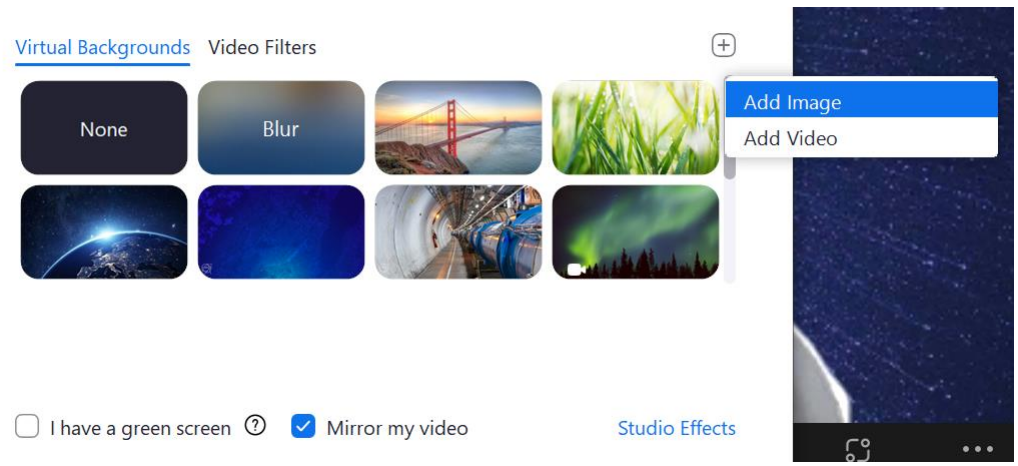 Virtual Backgrounds Video Filters
Add Image
Add Video
None
Blur
I have a green screen ? Mirror my video Studio Effects